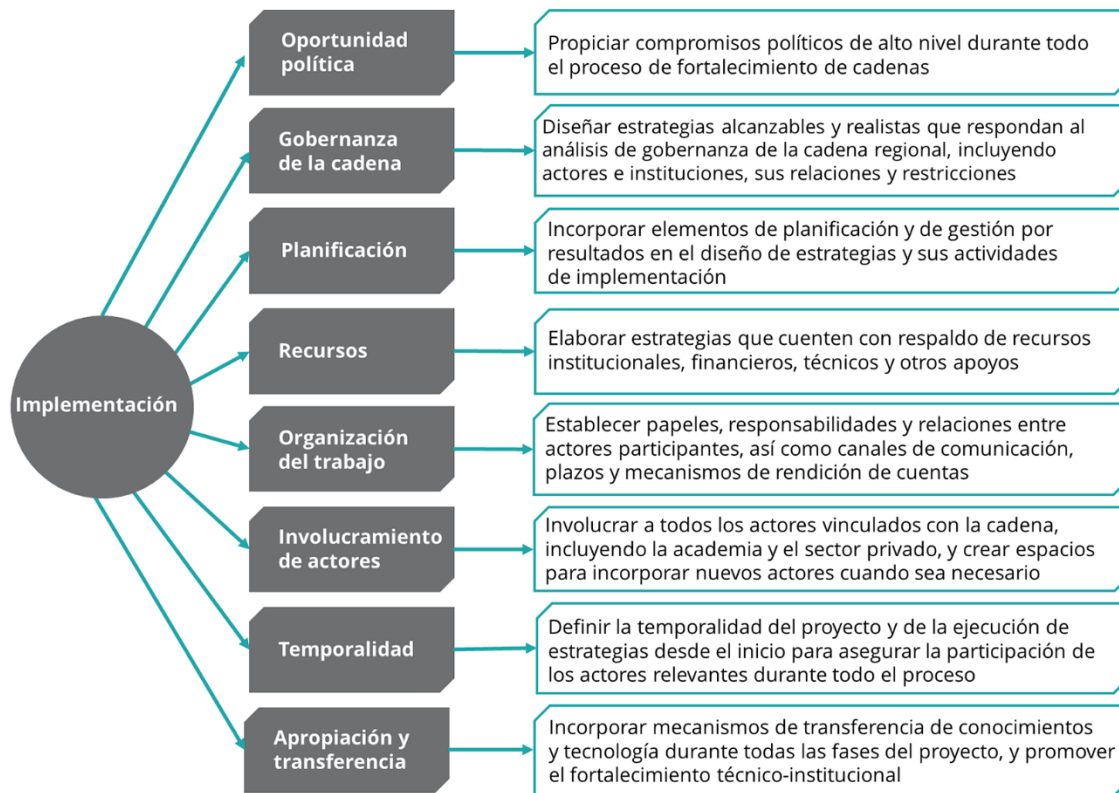 Implementación
Oportunidad
política
Propiciar compromisos políticos de alto nivel durante todo
el proceso de fortalecimiento de cadenas
Gobernanza
de la cadena
Diseñar estrategias alcanzables y realistas que respondan al
análisis de gobernanza de la cadena regional, incluyendo
actores e instituciones, sus relaciones y restricciones
Planificación
Incorporar elementos de planificación y de gestión por
resultados en el diseño de estrategias y sus actividades
de implementación
Recursos
Elaborar estrategias que cuenten con respaldo de recursos
institucionales, financieros, técnicos y otros apoyos
Organización
del trabajo
Establecer papeles, responsabilidades y relaciones entre
actores participantes, así como canales de comunicación,
plazos y mecanismos de rendición de cuentas
Involucramiento
de actores
Involucrar a todos los actores vinculados con la cadena,
incluyendo la academia y el sector privado, y crear espacios
para incorporar nuevos actores cuando sea necesario
Temporalidad
Definir la temporalidad del proyecto y de la ejecución de
estrategias desde el inicio para asegurar la participación de
los actores relevantes durante todo el proceso
Apropiación y
transferencia
Incorporar mecanismos de transferencia de conocimientos
y tecnología durante todas las fases del proyecto, y promover
el fortalecimiento técnico-institucional